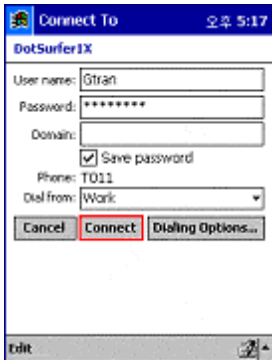 Connect To 오후 5:17
DotSurferIX
User name: Gtran
Password: ********
Domain:
Save password
Phone: T011
Dial from: Work
Cancel Connect Dialing Options...
Edit